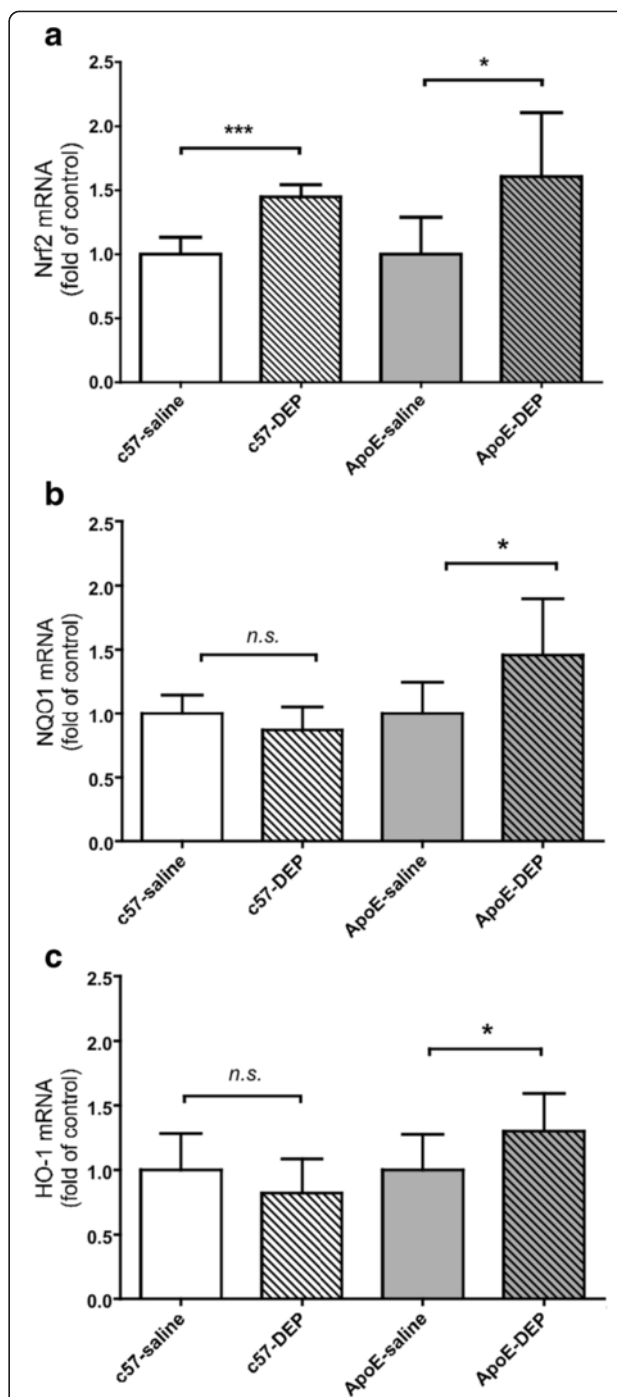 a
Nrf2 mRNA
(fold of control)
2.5
2.0
1.5
1.0
0.5
0.0
***
*
c57-saline
c57-DEP
ApoE-saline
ApoE-DEP
b
NQO1 mRNA
(fold of control)
2.5
2.0
1.5
1.0
0.5
0.0
n.s.
*
c57-saline
c57-DEP
ApoE-saline
ApoE-DEP
c
HO-1 mRNA
(fold of control)
2.5
2.0
1.5
1.0
0.5
0.0
n.s.
*
c57-saline
c57-DEP
ApoE-saline
ApoE-DEP